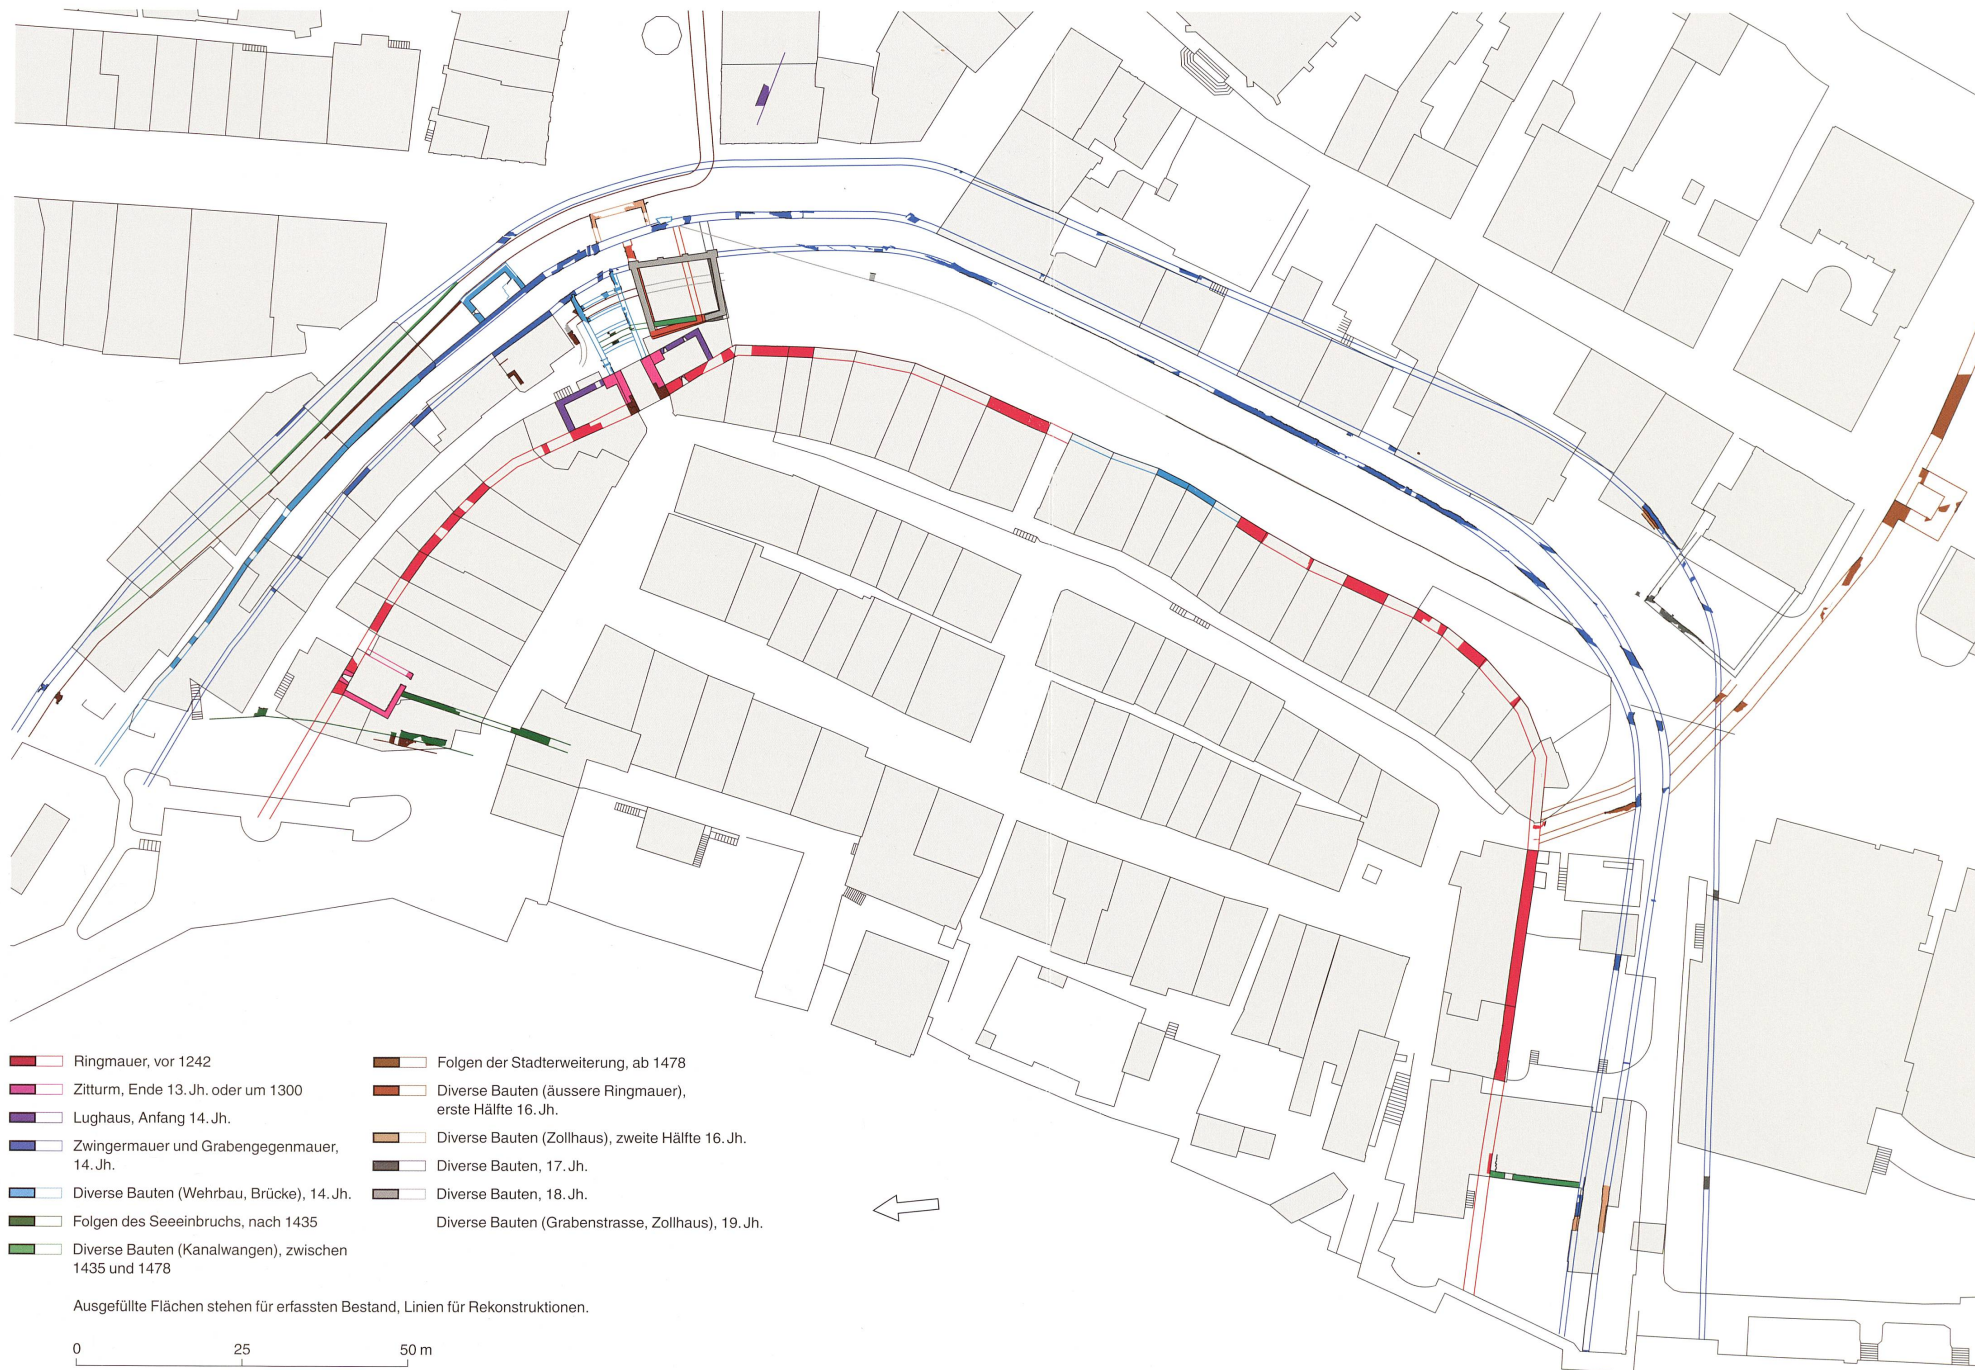 Ringmauer, vor 1242
Zitturm, Ende 13. Jh. oder um 1300
Lughaus, Anfang 14. Jh.
Zwingermauer und Grabengegenmauer,
14. Jh.
Diverse Bauten (Wehrbau, Brücke), 14. Jh.
Folgen des Seeeinbruchs, nach 1435
Diverse Bauten (Kanalwangen), zwischen
1435 und 1478
Folgen der Stadterweiterung, ab 1478
Diverse Bauten (äussere Ringmauer),
erste Hälfte 16. Jh.
Diverse Bauten (Zollhaus), zweite Hälfte 16. Jh.
Diverse Bauten, 17. Jh.
Diverse Bauten, 18. Jh.
Diverse Bauten (Grabenstrasse, Zollhaus), 19. Jh.
Ausgefüllte Flächen stehen für erfassten Bestand, Linien für Rekonstruktionen.
0 25 50 m